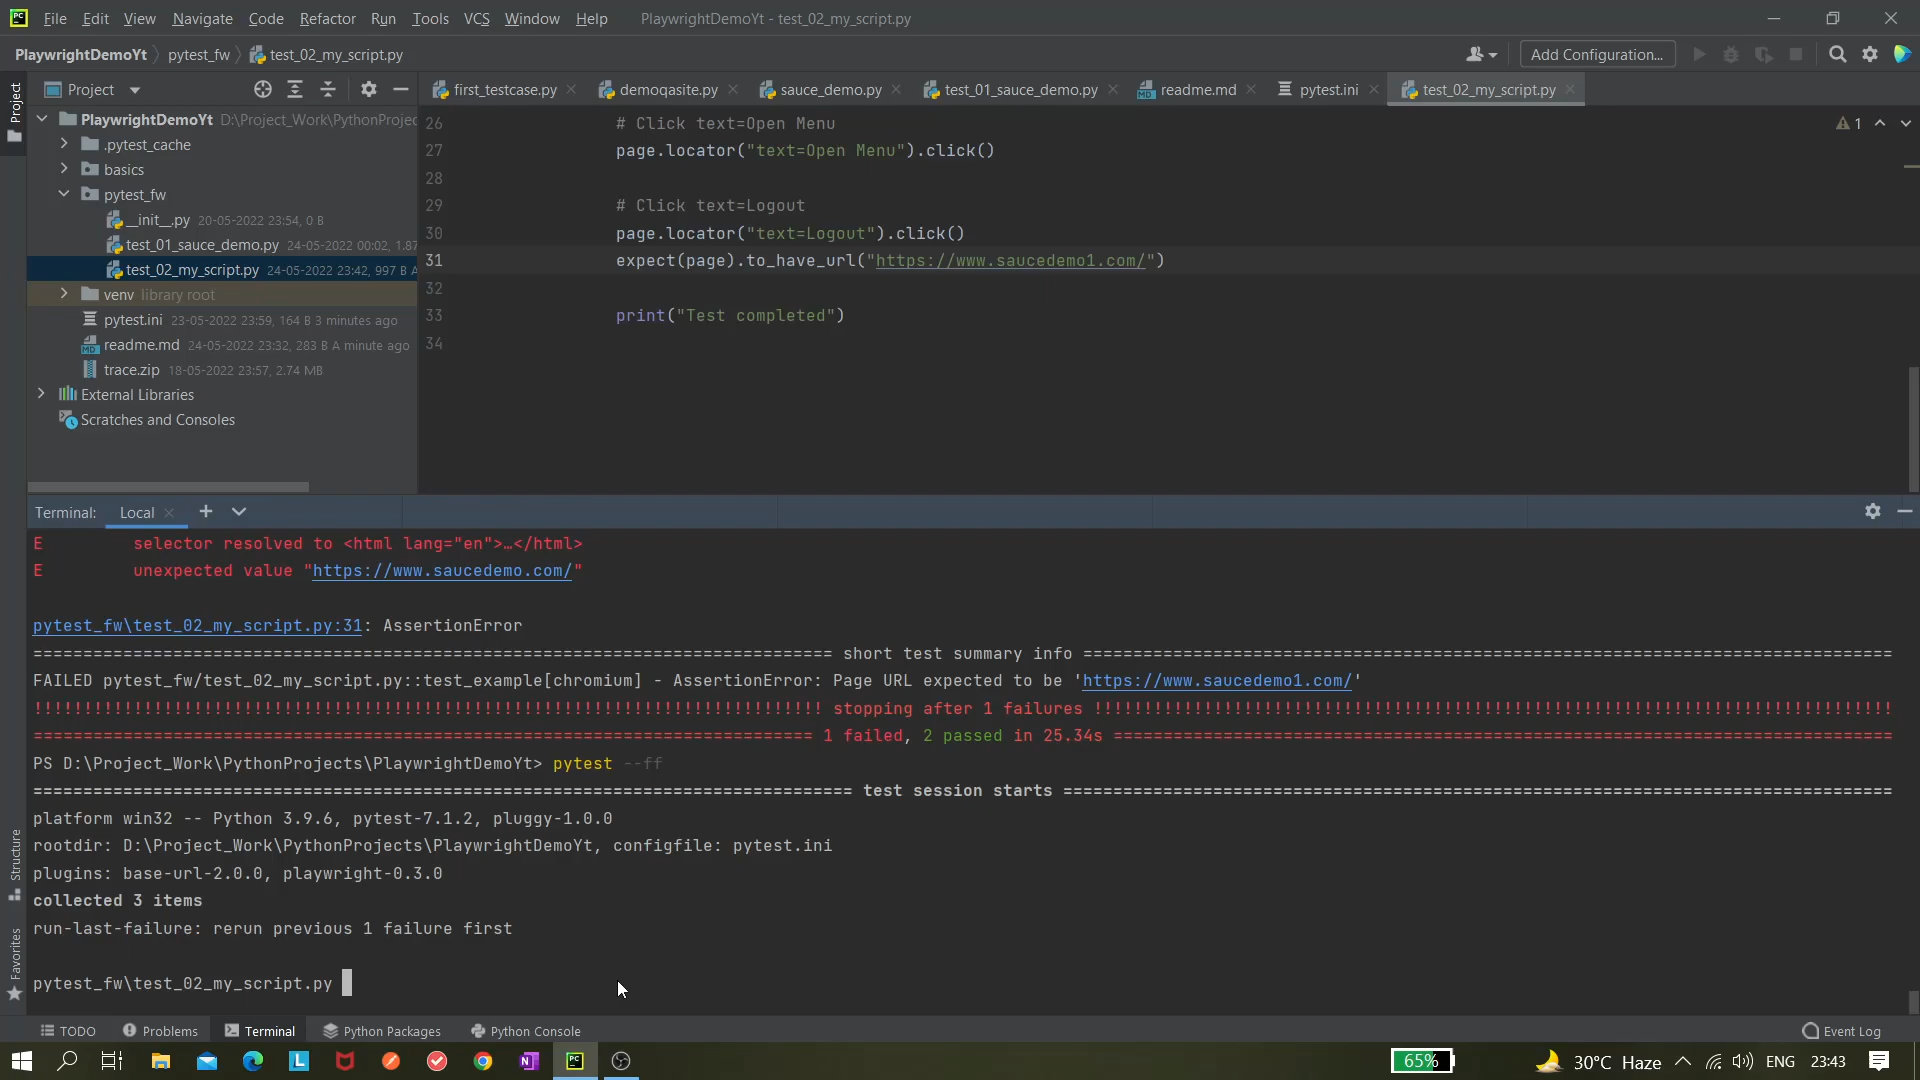 File Edit View Navigate Code Refactor Run Tools VCS Window Help PlaywrightDemoYt - test_02_my_script.py
PlaywrightDemoYt pytest_fw test_02_my_script.py Add Configuration...
Project
first_testcase.py demoqasite.py sauce_demo.py test_01_sauce_demo.py readme.md pytest.ini test_02_my_script.py
Project
PlaywrightDemoYt D:\Project_Work\PythonProjec
.pytest_cache
basics
pytest_fw
__init__.py 20-05-2022 23:54, 0 B
test_01_sauce_demo.py 24-05-2022 00:02, 1.87
test_02_my_script.py 24-05-2022 23:42, 997 B A
venv library root
pytest.ini 23-05-2022 23:59, 164 B 3 minutes ago
readme.md 24-05-2022 23:32, 283 B A minute ago
trace.zip 18-05-2022 23:57, 2.74 MB
External Libraries
Scratches and Consoles
26 # Click text=Open Menu
27 page.locator("text=Open Menu").click()
28
29 # Click text=Logout
30 page.locator("text=Logout").click()
31 expect(page).to_have_url("https://www.saucedemo1.com/")
32
33 print("Test completed")
34
1
Terminal: Local
E selector resolved to <html lang="en">…</html>
E unexpected value "https://www.saucedemo.com/"
pytest_fw\test_02_my_script.py:31: AssertionError
================================================================================ short test summary info =================================================================================
FAILED pytest_fw/test_02_my_script.py::test_example[chromium] - AssertionError: Page URL expected to be 'https://www.saucedemo1.com/'
!!!!!!!!!!!!!!!!!!!!!!!!!!!!!!!!!!!!!!!!!!!!!!!!!!!!!!!!!!!!!!!!!!!!!!!!!!!!!!! stopping after 1 failures !!!!!!!!!!!!!!!!!!!!!!!!!!!!!!!!!!!!!!!!!!!!!!!!!!!!!!!!!!!!!!!!!!!!!!!!!!!!!!!!
============================================================================== 1 failed, 2 passed in 25.34s ==============================================================================
PS D:\Project_Work\PythonProjects\PlaywrightDemoYt> pytest --ff
================================================================================== test session starts ===================================================================================
platform win32 -- Python 3.9.6, pytest-7.1.2, pluggy-1.0.0
rootdir: D:\Project_Work\PythonProjects\PlaywrightDemoYt, configfile: pytest.ini
plugins: base-url-2.0.0, playwright-0.3.0
collected 3 items
run-last-failure: rerun previous 1 failure first
pytest_fw\test_02_my_script.py
Structure
Favorites
TODO Problems Terminal Python Packages Python Console Event Log
65% 30°C Haze ENG 23:43